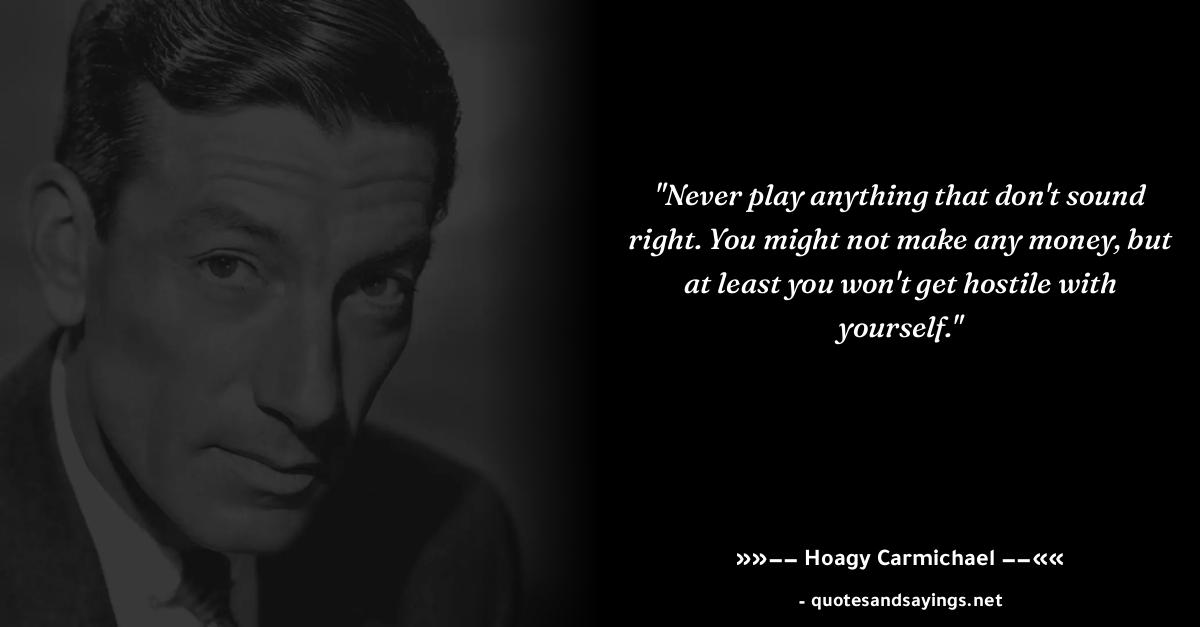 "Never play anything that don't sound
right. You might not make any money, but
at least you won't get hostile with
yourself."
»»−− Hoagy Carmichael −−««
- quotesandsayings.net